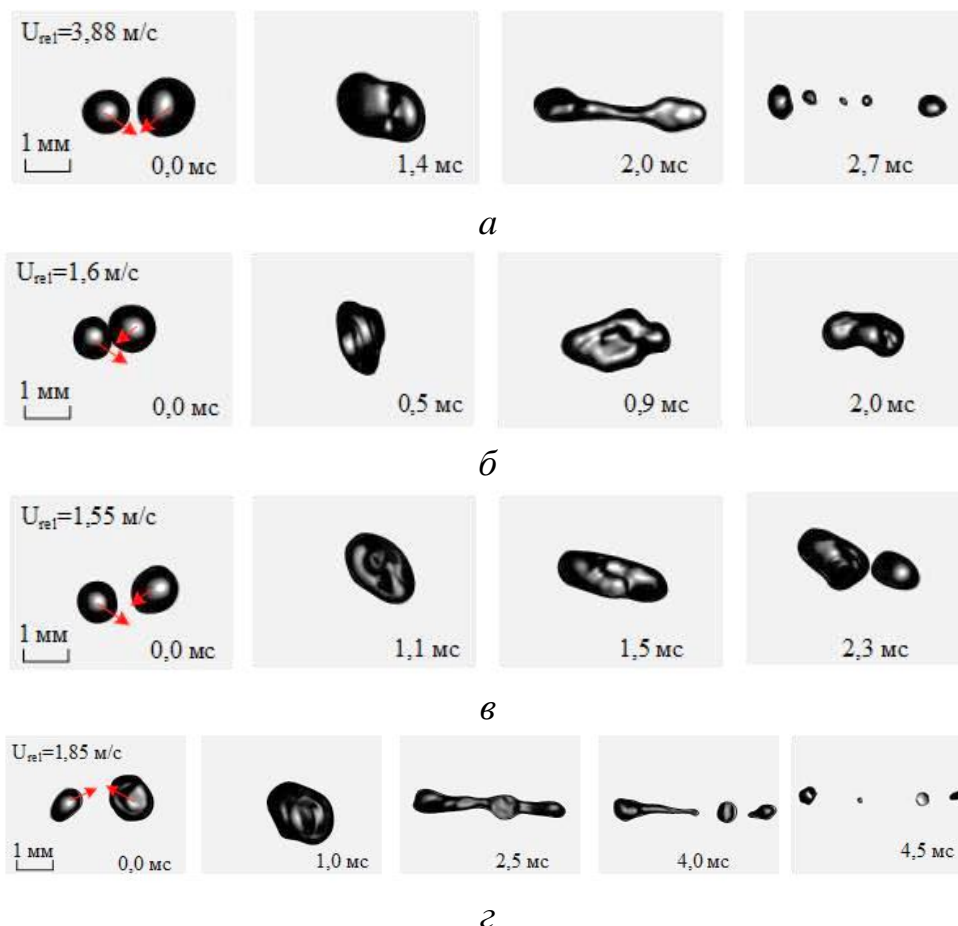 U_rel=3,88 м/с
1 мм
0,0 мс
1,4 мс
2,0 мс
2,7 мс
а
U_rel=1,6 м/с
1 мм
0,0 мс
0,5 мс
0,9 мс
2,0 мс
б
U_rel=1,55 м/с
1 мм
0,0 мс
1,1 мс
1,5 мс
2,3 мс
в
U_rel=1,85 м/с
1 мм
0,0 мс
1,0 мс
2,5 мс
4,0 мс
4,5 мс
г